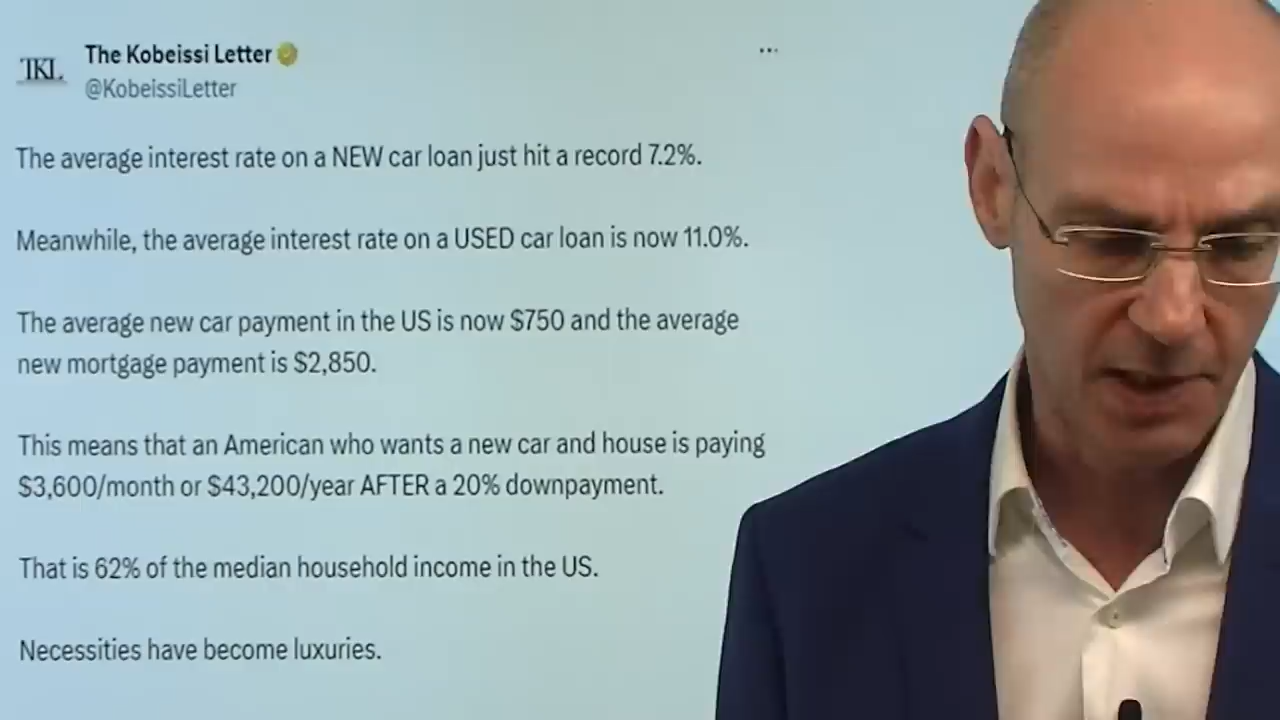 TKL
The Kobeissi Letter
@KobeissiLetter
The average interest rate on a NEW car loan just hit a record 7.2%.
Meanwhile, the average interest rate on a USED car loan is now 11.0%.
The average new car payment in the US is now $750 and the average
new mortgage payment is $2,850.
This means that an American who wants a new car and house is paying
$3,600/month or $43,200/year AFTER a 20% downpayment.
That is 62% of the median household income in the US.
Necessities have become luxuries.